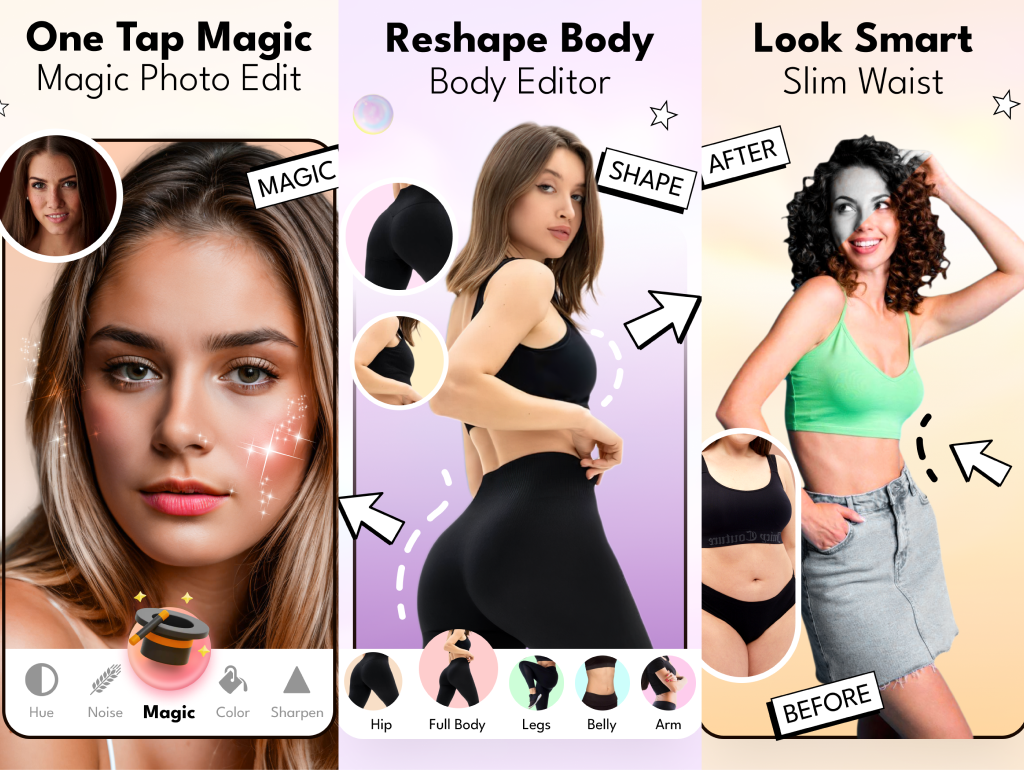 One Tap Magic
Magic Photo Edit
MAGIC
Hue
Noise
Magic
Color
Sharpen
Reshape Body
Body Editor
SHAPE
Hip
Full Body
Legs
Belly
Arm
Look Smart
Slim Waist
AFTER
BEFORE